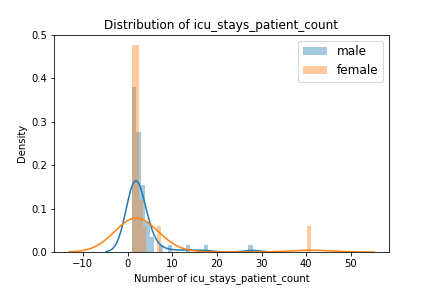 Distribution of icu_stays_patient_count
male
female
Density
0.5
0.4
0.3
0.2
0.1
0.0
−10 0 10 20 30 40 50
Number of icu_stays_patient_count